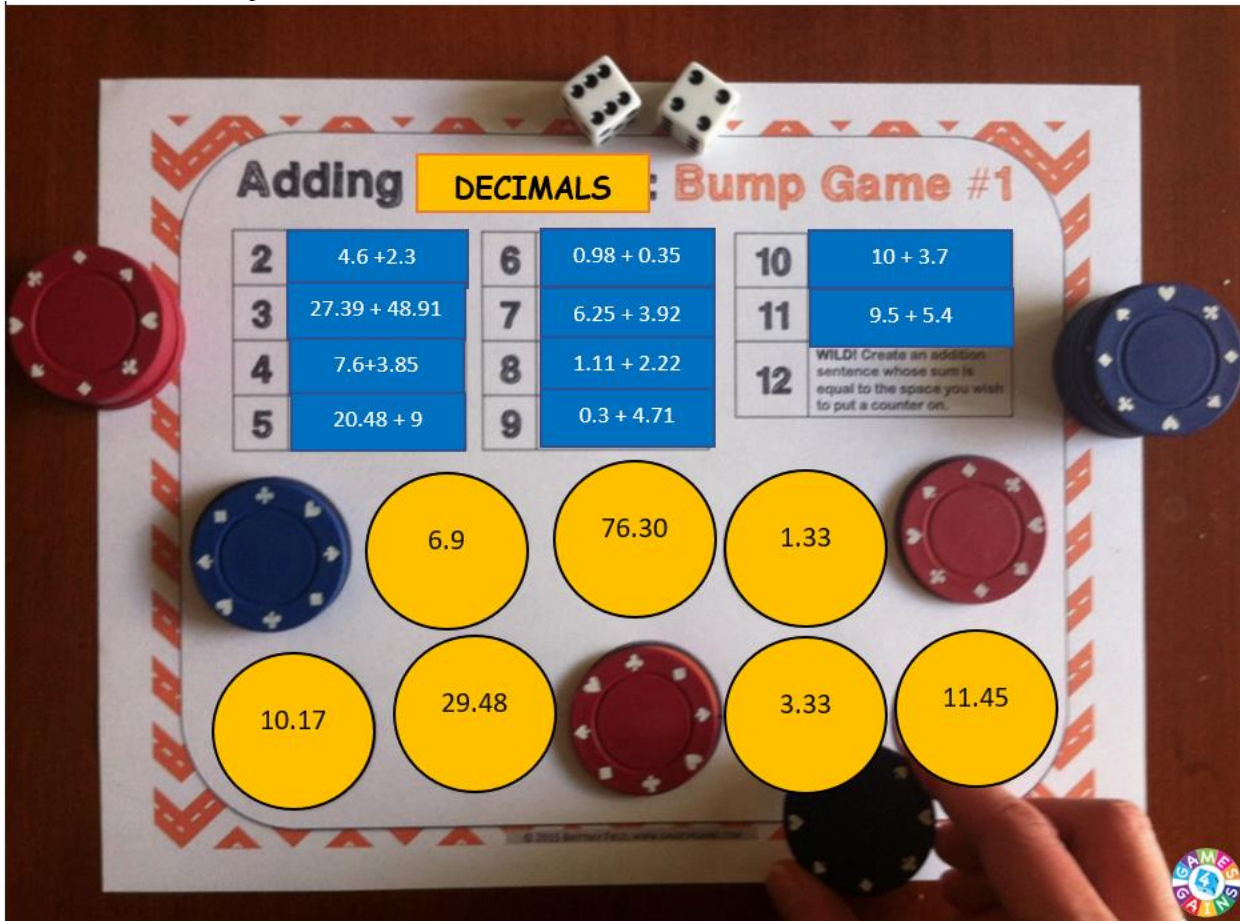 Adding DECIMALS : Bump Game #1
2 4.6 +2.3
3 27.39 + 48.91
4 7.6+3.85
5 20.48 + 9
6 0.98 + 0.35
7 6.25 + 3.92
8 1.11 + 2.22
9 0.3 + 4.71
10 10 + 3.7
11 9.5 + 5.4
12 WILD! Create an addition
sentence whose sum is
equal to the space you wish
to put a counter on.
6.9 76.30 1.33
10.17 29.48 3.33 11.45
GAMES
4
GAINS